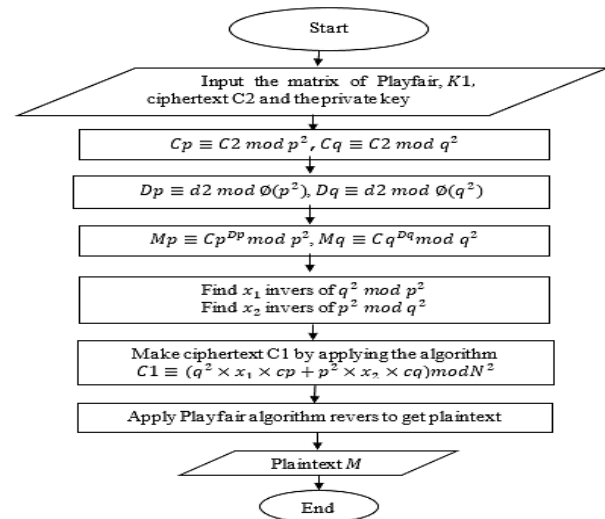 Start
Input the matrix of Playfair, K1,
ciphertext C2 and the private key
Cp ≡ C2 mod p², Cq ≡ C2 mod q²
Dp ≡ d2 mod Ø(p²), Dq ≡ d2 mod Ø(q²)
Mp ≡ Cp^Dp mod p², Mq ≡ Cq^Dq mod q²
Find x₁ invers of q² mod p²
Find x₂ invers of p² mod q²
Make ciphertext C1 by applying the algorithm
C1 ≡ (q² × x₁ × cp + p² × x₂ × cq)modN²
Apply Playfair algorithm revers to get plaintext
Plaintext M
End